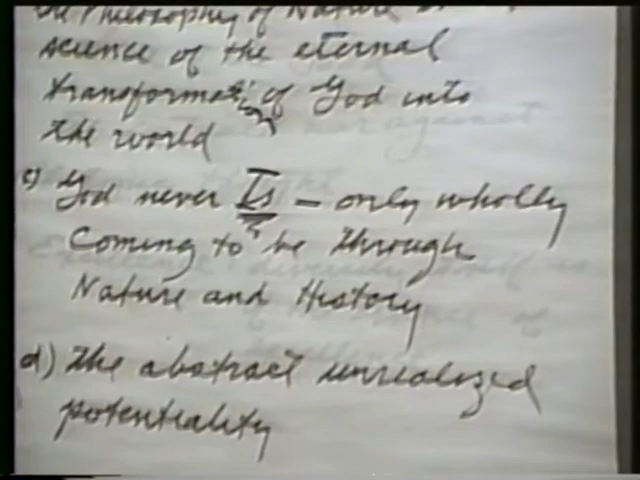 the Philosophy of Nature
science of the eternal
transformation of God into
the world
c) God never Is – only wholly
Coming to be through
Nature and History
d) the abstract unrealized
potentiality